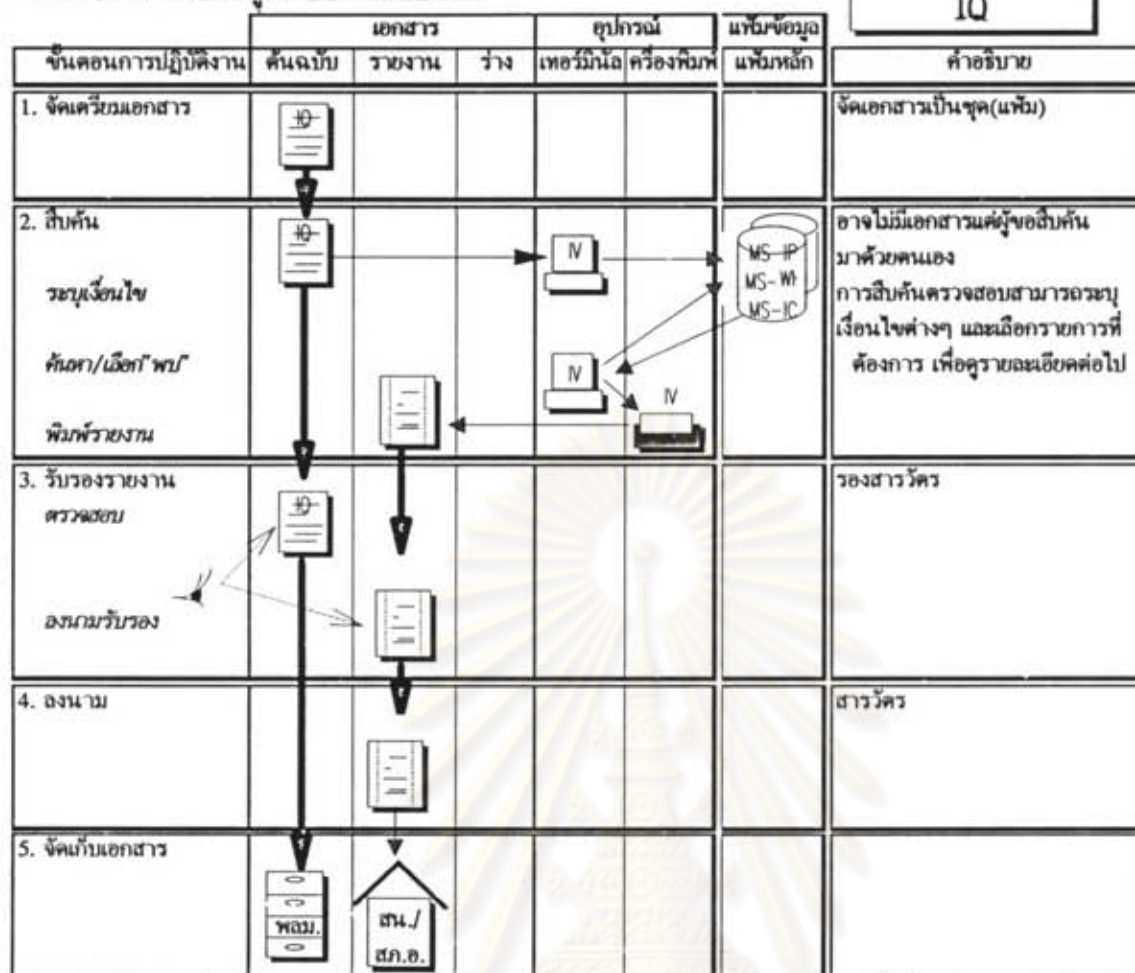 IQ
เอกสาร อุปกรณ์ แฟ้มข้อมูล
ขั้นตอนการปฏิบัติงาน ต้นฉบับ รายงาน ร่าง เทอร์มินัล เครื่องพิมพ์ แฟ้มหลัก คำอธิบาย
1. จัดเตรียมเอกสาร
IQ
จัดเอกสารเป็นชุด(แฟ้ม)
2. สืบค้น
IQ
IV
MS-IP
MS-WI
MS-IC
อาจไม่มีเอกสารแต่ผู้ขอสืบค้น
มาด้วยตนเอง
การสืบค้นตรวจสอบสามารถระบุ
เงื่อนไขต่างๆ และเลือกรายการที่
ต้องการ เพื่อดูรายละเอียดต่อไป
ระบุเงื่อนไข
ค้นหา/เลือก"พบ"
IV
IV
พิมพ์รายงาน
3. รับรองรายงาน
ตรวจสอบ
IQ
รองสารวัตร
ลงนามรับรอง
4. ลงนาม
สารวัตร
5. จัดเก็บเอกสาร
พลม.
สน./
สภ.อ.